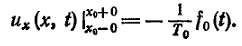 u_x(x, t)|_{x_0-0}^{x_0+0} = -\frac{1}{T_0} f_0(t).